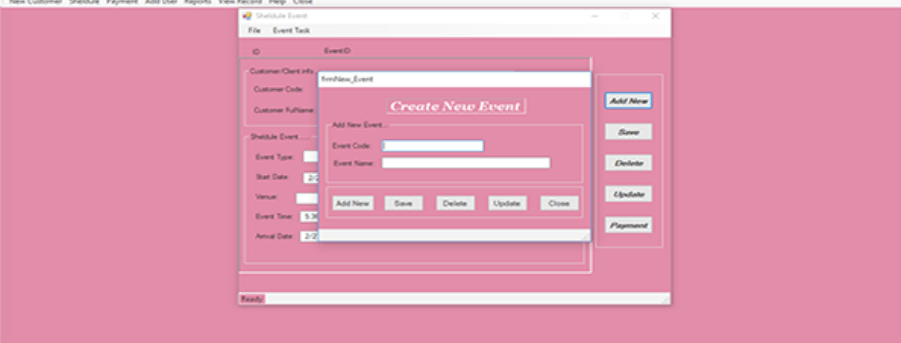 New Customer Sheldule Payment Add User Reports View Record Help Close
Sheldule Event
File Event Task
ID EventID
Customer/Client info
Customer Code:
Customer FullName:
Sheldule Event.....
Event Type:
Start Date: 2/2
Venue:
Event Time: 5:36
Arrival Date: 2/2
Ready
frmNew_Event
Create New Event
Add New Event...
Event Code:
Event Name:
Add New Save Delete Update Close
Add New
Save
Delete
Update
Payment